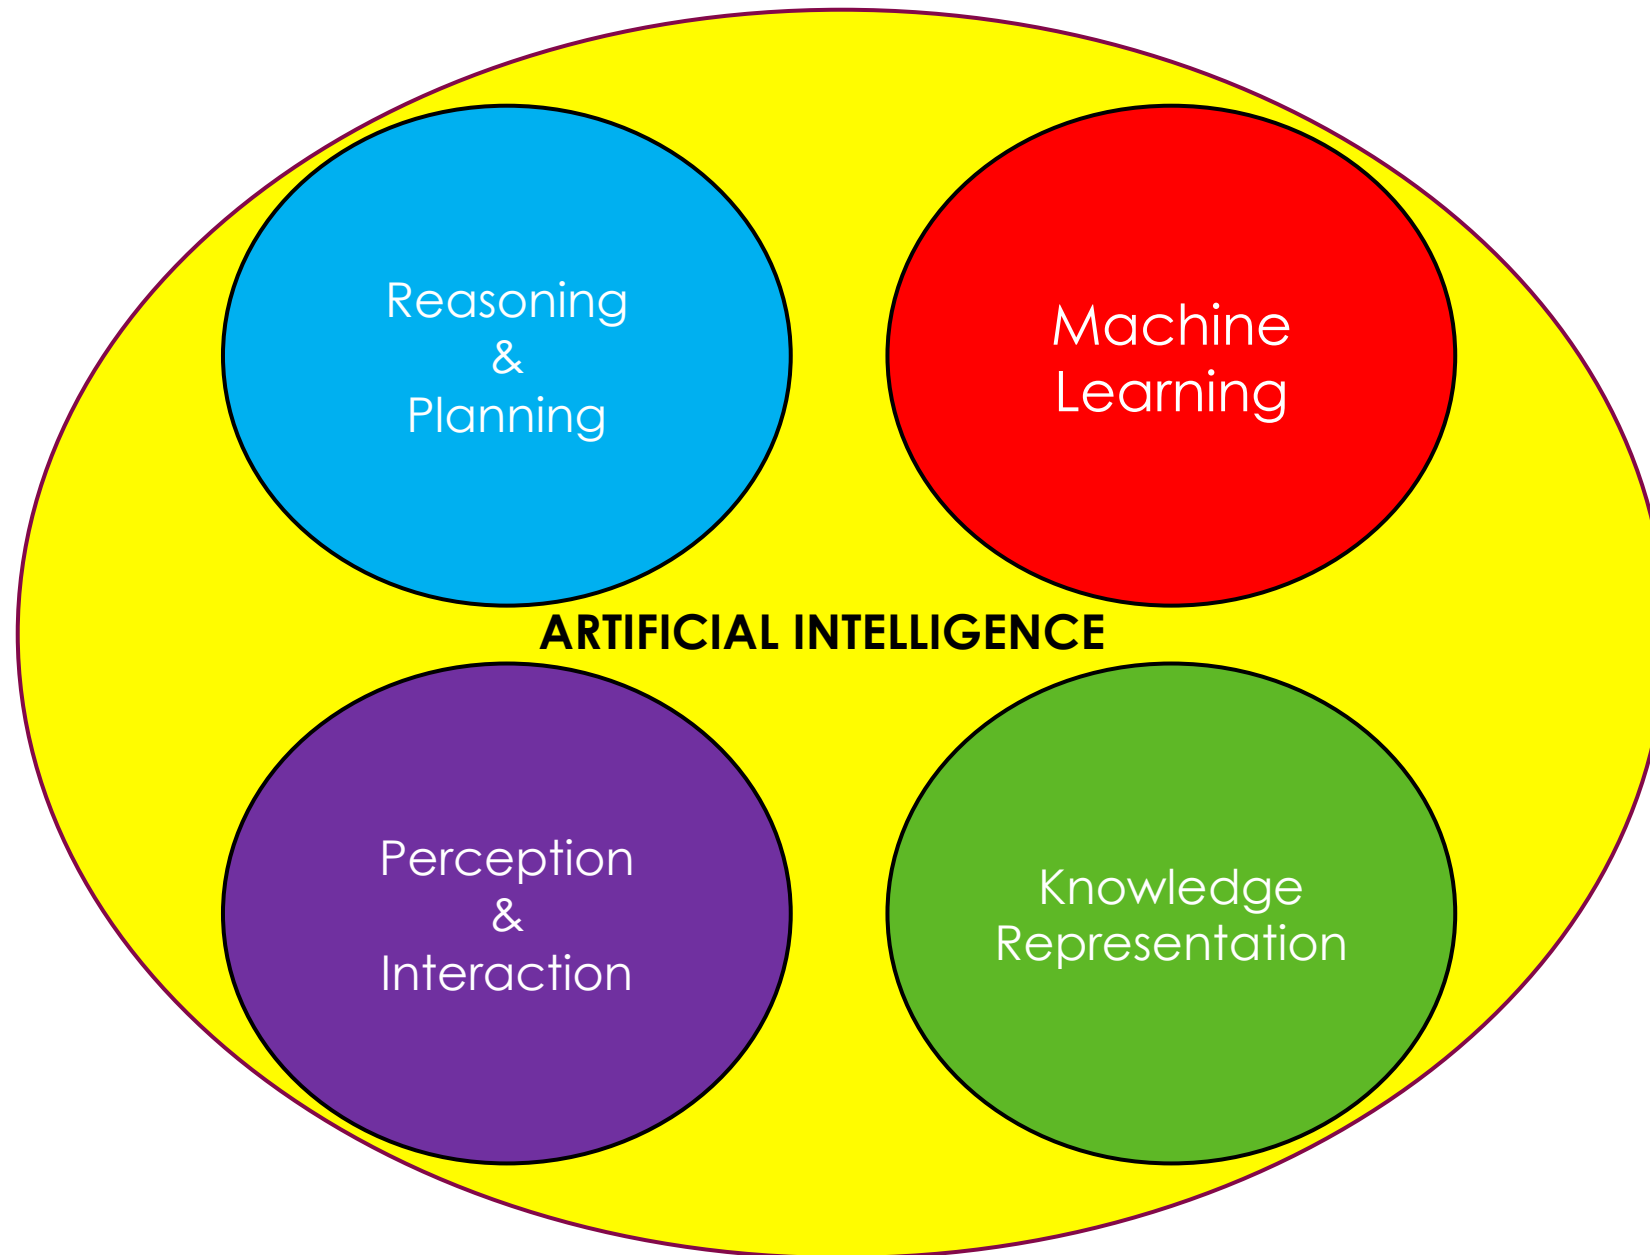 Reasoning
&
Planning
Machine
Learning
ARTIFICIAL INTELLIGENCE
Perception
&
Interaction
Knowledge
Representation